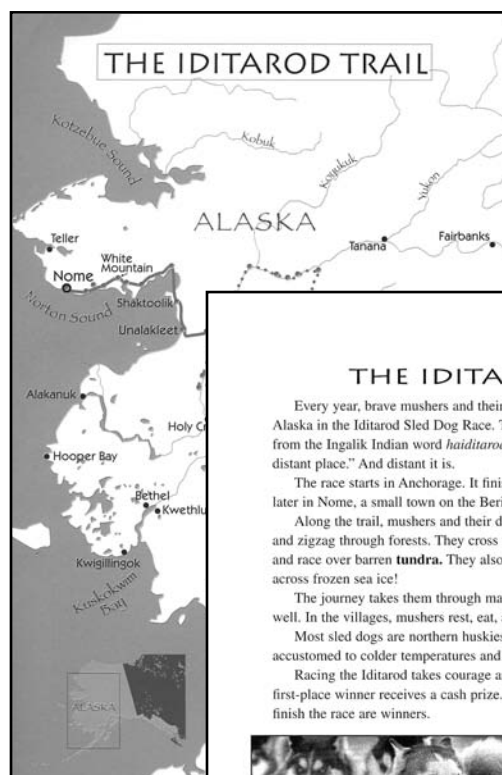 THE IDITAROD TRAIL
Kotzebue Sound
Kobuk
Koyukuk
Yukon
ALASKA
Teller
Tanana
Fairbanks
White
Mountain
Nome
Norton Sound
Shaktoolik
Unalakleet
Alakanuk
Holy
Hooper Bay
Bethel
Kwethlu
Kwigillingok
Kuskokwim
Bay
ALASKA
THE IDITA
Every year, brave mushers and their
Alaska in the Iditarod Sled Dog Race. T
from the Ingalik Indian word haiditarod
distant place.” And distant it is.
The race starts in Anchorage. It finis
later in Nome, a small town on the Beri
Along the trail, mushers and their d
and zigzag through forests. They cross
and race over barren tundra. They also
across frozen sea ice!
The journey takes them through ma
well. In the villages, mushers rest, eat,
Most sled dogs are northern huskies
accustomed to colder temperatures and
Racing the Iditarod takes courage a
first-place winner receives a cash prize.
finish the race are winners.